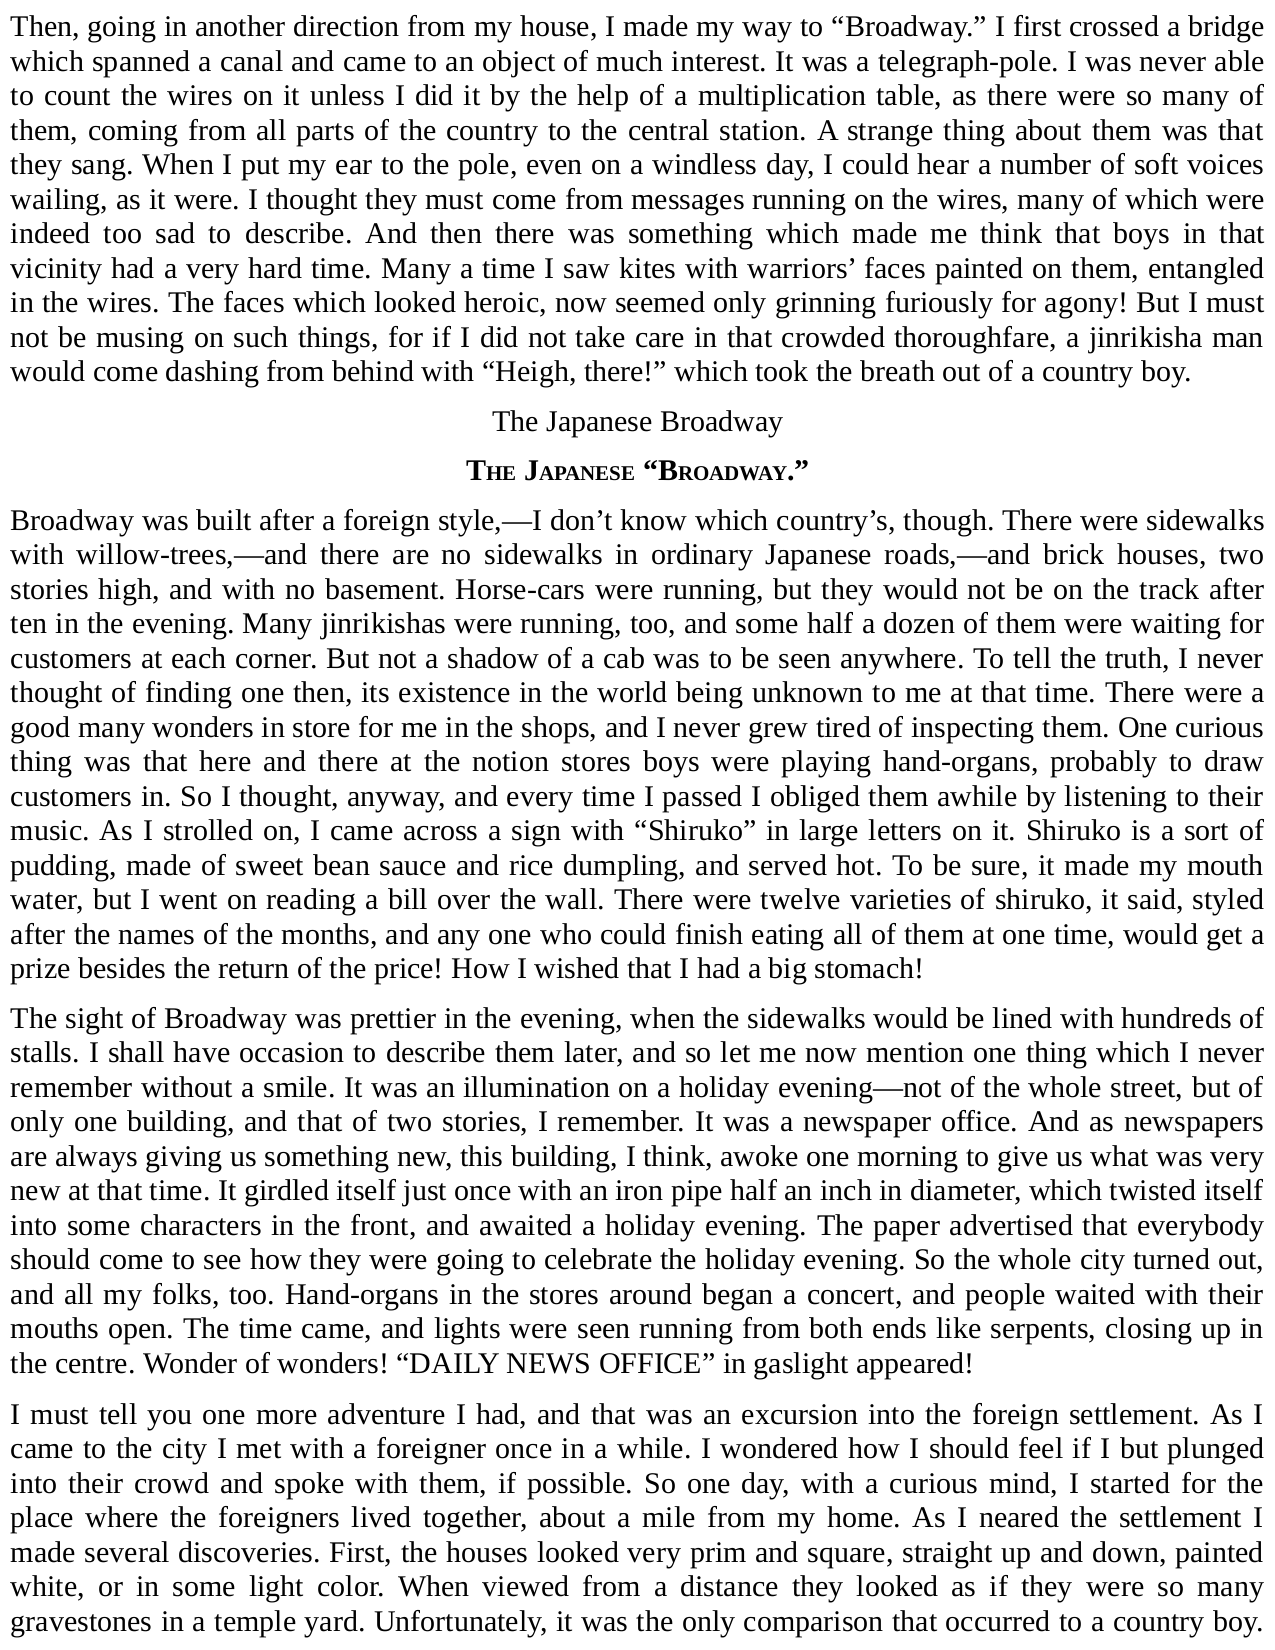 Then, going in another direction from my house, I made my way to “Broadway.” I first crossed a bridge
which spanned a canal and came to an object of much interest. It was a telegraph-pole. I was never able
to count the wires on it unless I did it by the help of a multiplication table, as there were so many of
them, coming from all parts of the country to the central station. A strange thing about them was that
they sang. When I put my ear to the pole, even on a windless day, I could hear a number of soft voices
wailing, as it were. I thought they must come from messages running on the wires, many of which were
indeed too sad to describe. And then there was something which made me think that boys in that
vicinity had a very hard time. Many a time I saw kites with warriors’ faces painted on them, entangled
in the wires. The faces which looked heroic, now seemed only grinning furiously for agony! But I must
not be musing on such things, for if I did not take care in that crowded thoroughfare, a jinrikisha man
would come dashing from behind with “Heigh, there!” which took the breath out of a country boy.
The Japanese Broadway
The Japanese “Broadway.”
Broadway was built after a foreign style,—I don’t know which country’s, though. There were sidewalks
with willow-trees,—and there are no sidewalks in ordinary Japanese roads,—and brick houses, two
stories high, and with no basement. Horse-cars were running, but they would not be on the track after
ten in the evening. Many jinrikishas were running, too, and some half a dozen of them were waiting for
customers at each corner. But not a shadow of a cab was to be seen anywhere. To tell the truth, I never
thought of finding one then, its existence in the world being unknown to me at that time. There were a
good many wonders in store for me in the shops, and I never grew tired of inspecting them. One curious
thing was that here and there at the notion stores boys were playing hand-organs, probably to draw
customers in. So I thought, anyway, and every time I passed I obliged them awhile by listening to their
music. As I strolled on, I came across a sign with “Shiruko” in large letters on it. Shiruko is a sort of
pudding, made of sweet bean sauce and rice dumpling, and served hot. To be sure, it made my mouth
water, but I went on reading a bill over the wall. There were twelve varieties of shiruko, it said, styled
after the names of the months, and any one who could finish eating all of them at one time, would get a
prize besides the return of the price! How I wished that I had a big stomach!
The sight of Broadway was prettier in the evening, when the sidewalks would be lined with hundreds of
stalls. I shall have occasion to describe them later, and so let me now mention one thing which I never
remember without a smile. It was an illumination on a holiday evening—not of the whole street, but of
only one building, and that of two stories, I remember. It was a newspaper office. And as newspapers
are always giving us something new, this building, I think, awoke one morning to give us what was very
new at that time. It girdled itself just once with an iron pipe half an inch in diameter, which twisted itself
into some characters in the front, and awaited a holiday evening. The paper advertised that everybody
should come to see how they were going to celebrate the holiday evening. So the whole city turned out,
and all my folks, too. Hand-organs in the stores around began a concert, and people waited with their
mouths open. The time came, and lights were seen running from both ends like serpents, closing up in
the centre. Wonder of wonders! “DAILY NEWS OFFICE” in gaslight appeared!
I must tell you one more adventure I had, and that was an excursion into the foreign settlement. As I
came to the city I met with a foreigner once in a while. I wondered how I should feel if I but plunged
into their crowd and spoke with them, if possible. So one day, with a curious mind, I started for the
place where the foreigners lived together, about a mile from my home. As I neared the settlement I
made several discoveries. First, the houses looked very prim and square, straight up and down, painted
white, or in some light color. When viewed from a distance they looked as if they were so many
gravestones in a temple yard. Unfortunately, it was the only comparison that occurred to a country boy.